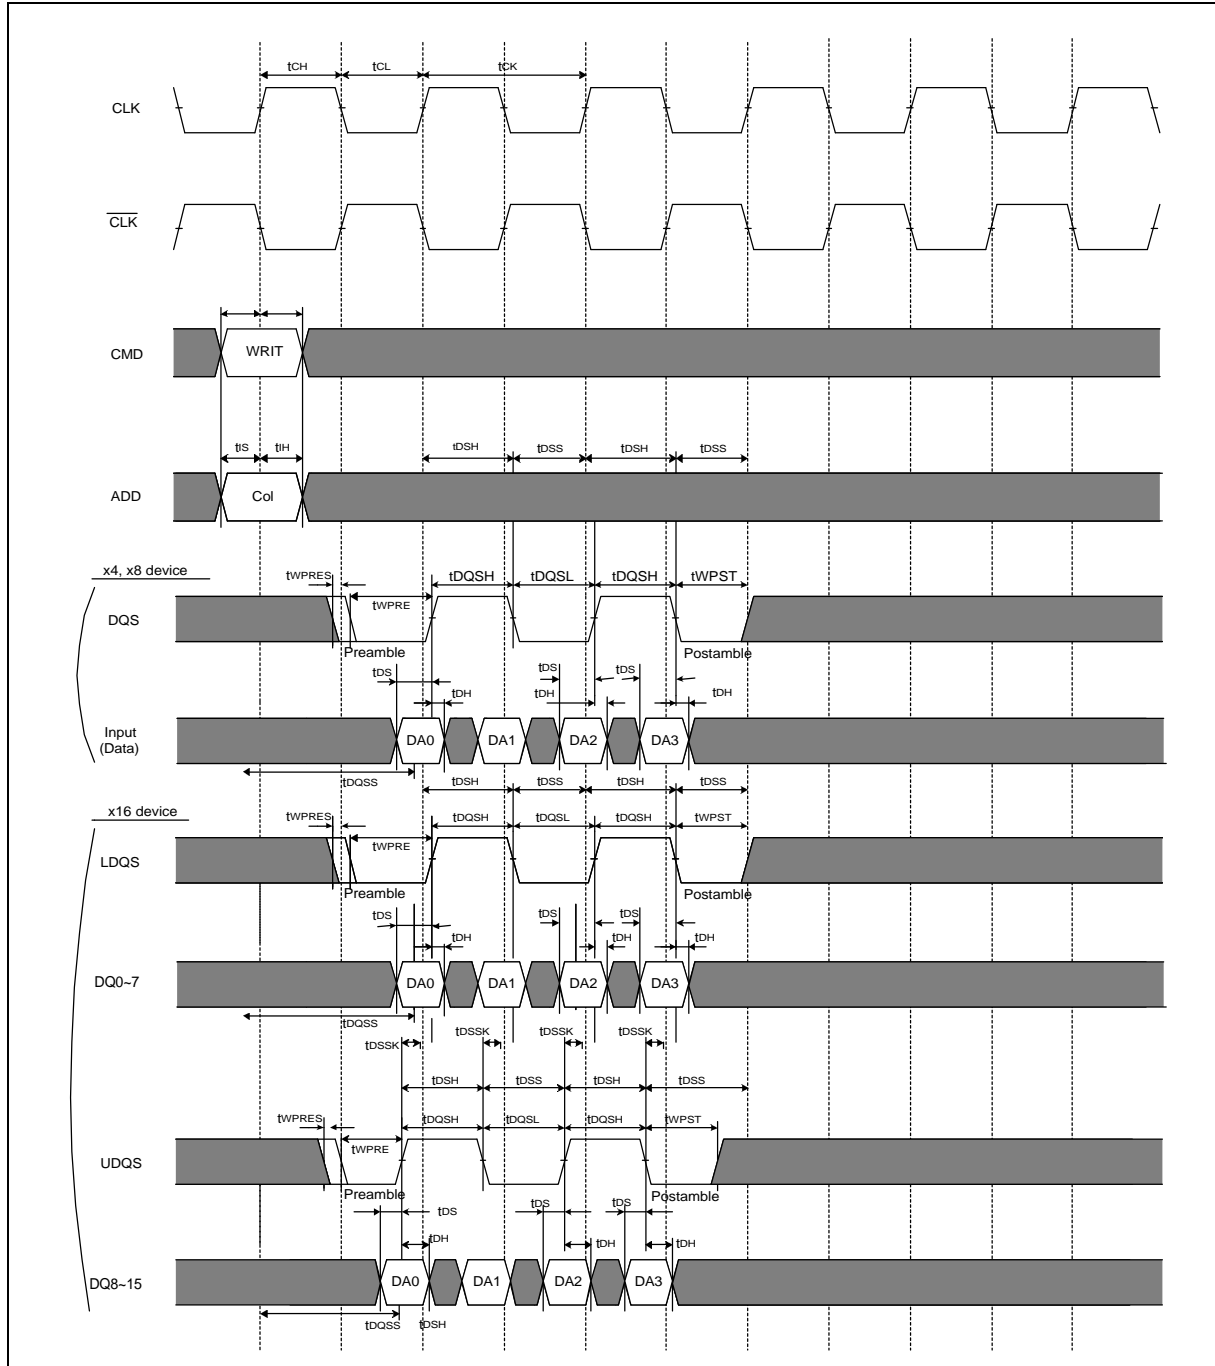 tCH tCL tCK
CLK
CLK
CMD WRIT
tIS tIH tDSH tDSS tDSH tDSS
ADD Col
x4, x8 device
tWPRES tWPRE tDQSH tDQSL tDQSH tWPST
DQS
Preamble Postamble
tDS tDS tDS
tDH tDH tDH
Input
(Data)
DA0 DA1 DA2 DA3
tDQSS tDSH tDSS tDSH tDSS
x16 device
tWPRES tWPRE tDQSH tDQSL tDQSH tWPST
LDQS
Preamble Postamble
tDS tDS tDS
tDH tDH tDH
DQ0~7 DA0 DA1 DA2 DA3
tDQSS
tDSSK tDSSK tDSSK tDSSK
tDSH tDSS tDSH tDSS
tWPRES tWPRE tDQSH tDQSL tDQSH tWPST
UDQS
Preamble Postamble
tDS tDS tDS
tDH tDH tDH
DQ8~15 DA0 DA1 DA2 DA3
tDQSS tDSH